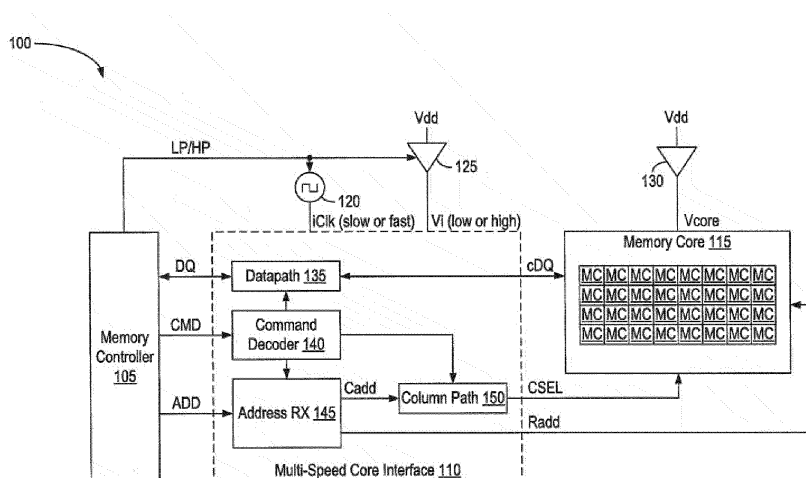 100
Vdd
Vdd
LP/HP
125
130
120
iClk (slow or fast)
Vi (low or high)
Vcore
Memory Core 115
DQ
Datapath 135
cDQ
MC MC MC MC MC MC MC MC
MC MC MC MC MC MC MC MC
MC MC MC MC MC MC MC MC
MC MC MC MC MC MC MC MC
CMD
Command
Decoder 140
Memory
Controller
105
ADD
Address RX 145
Cadd
Column Path 150
CSEL
Radd
Multi-Speed Core Interface 110